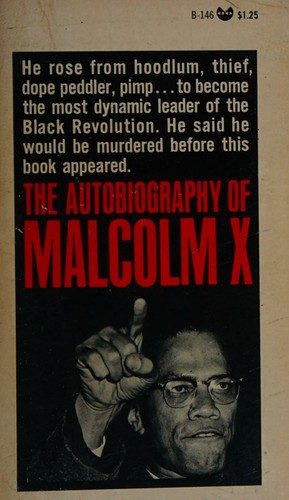 B-146 $1.25
He rose from hoodlum, thief,
dope peddler, pimp...to become
the most dynamic leader of the
Black Revolution. He said he
would be murdered before this
book appeared.
THE AUTOBIOGRAPHY OF
MALCOLM X